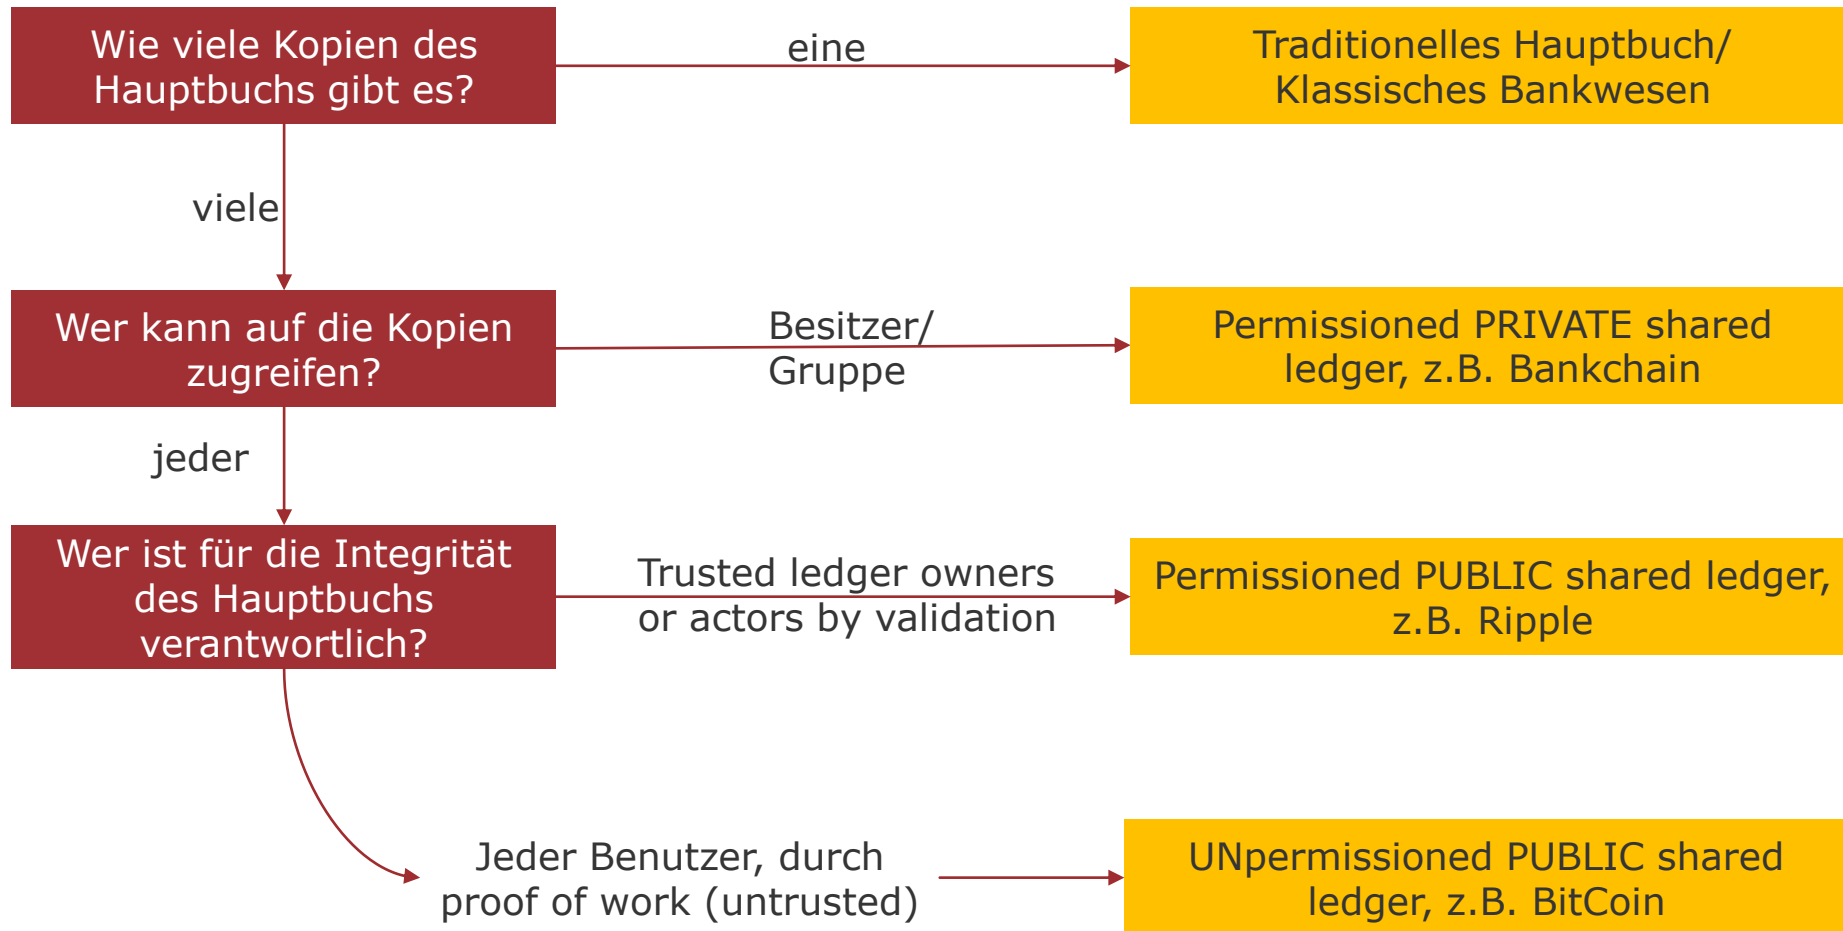 Wie viele Kopien des
Hauptbuchs gibt es?
eine
Traditionelles Hauptbuch/
Klassisches Bankwesen
viele
Wer kann auf die Kopien
zugreifen?
Besitzer/
Gruppe
Permissioned PRIVATE shared
ledger, z.B. Bankchain
jeder
Wer ist für die Integrität
des Hauptbuchs
verantwortlich?
Trusted ledger owners
or actors by validation
Permissioned PUBLIC shared ledger,
z.B. Ripple
Jeder Benutzer, durch
proof of work (untrusted)
UNpermissioned PUBLIC shared
ledger, z.B. BitCoin